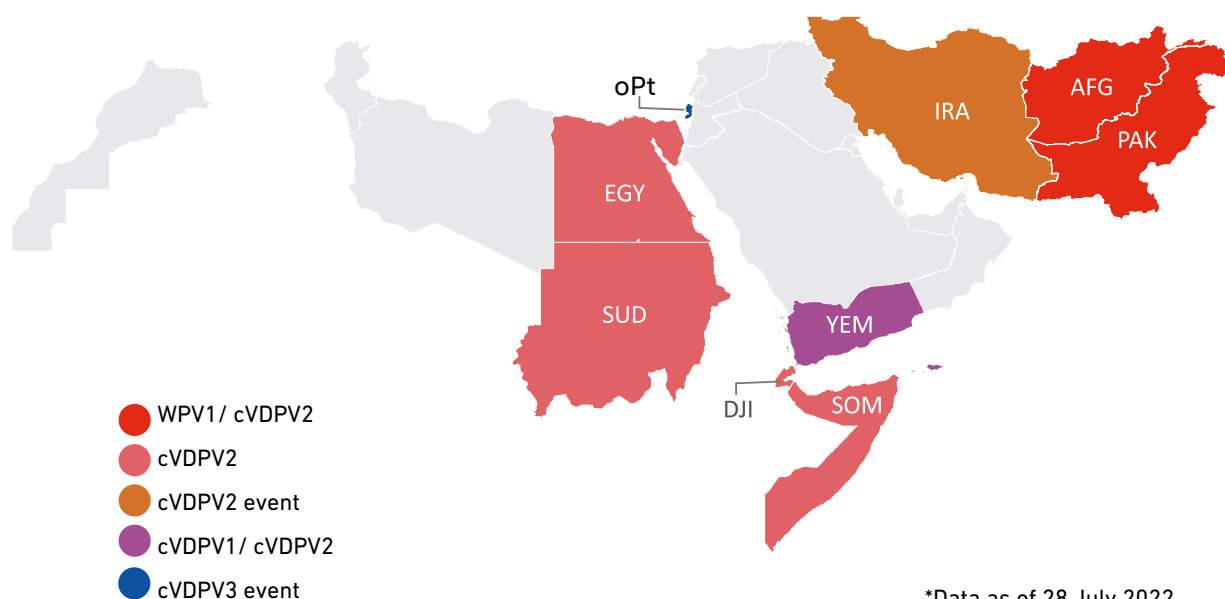 oPt
AFG
IRA
PAK
EGY
SUD
YEM
DJI
SOM
WPV1/ cVDPV2
cVDPV2
cVDPV2 event
cVDPV1/ cVDPV2
cVDPV3 event
*Data as of 28 July 2022